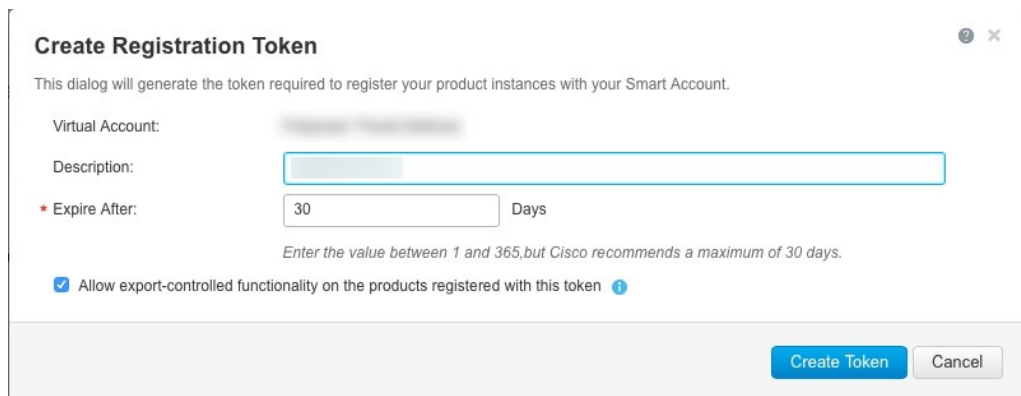 Create Registration Token
This dialog will generate the token required to register your product instances with your Smart Account.
Virtual Account:
Description:
* Expire After: 30 Days
Enter the value between 1 and 365,but Cisco recommends a maximum of 30 days.
Allow export-controlled functionality on the products registered with this token
Create Token Cancel